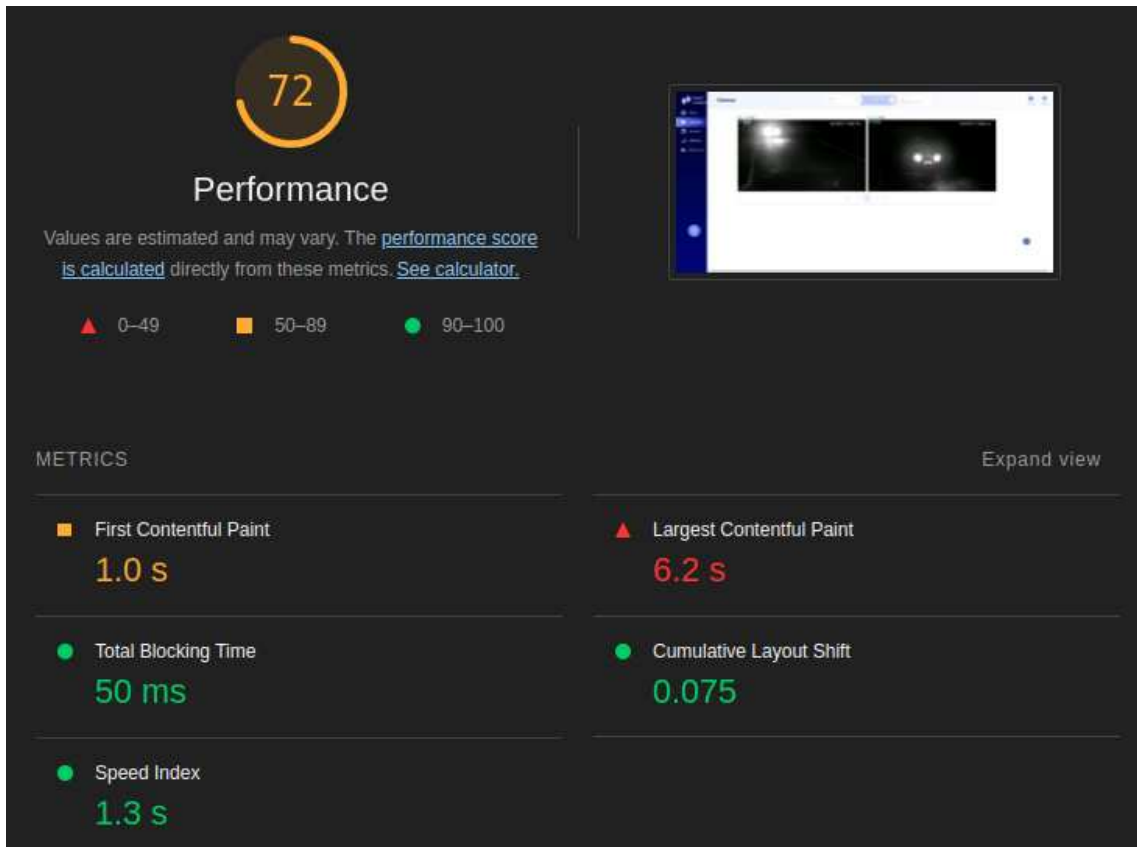 72
Performance
Values are estimated and may vary. The performance score
is calculated directly from these metrics. See calculator.
0–49
50–89
90–100
METRICS
Expand view
First Contentful Paint
1.0 s
Largest Contentful Paint
6.2 s
Total Blocking Time
50 ms
Cumulative Layout Shift
0.075
Speed Index
1.3 s